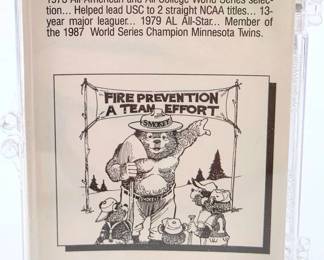 1973 All-American and All-College World Series selec-
tion... Helped lead USC to 2 straight NCAA titles... 13-
year major leaguer... 1979 AL All-Star... Member of
the 1987 World Series Champion Minnesota Twins.
FIRE PREVENTION
A TEAM EFFORT
SMOKEY
SMOKEY